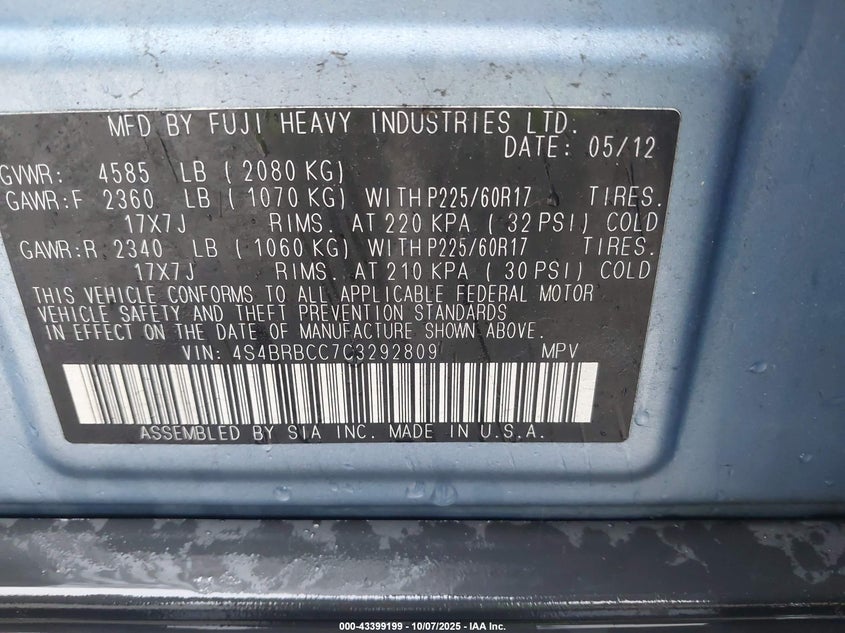 MFD BY FUJI HEAVY INDUSTRIES LTD.
DATE: 05/12
GVWR: 4585 LB ( 2080 KG)
GAWR:F 2360 LB ( 1070 KG) WITH P225/60R17 TIRES.
17X7J RIMS. AT 220 KPA ( 32 PSI) COLD
GAWR:R 2340 LB ( 1060 KG) WITH P225/60R17 TIRES.
17X7J RIMS. AT 210 KPA ( 30 PSI) COLD
THIS VEHICLE CONFORMS TO ALL APPLICABLE FEDERAL MOTOR
VEHICLE SAFETY AND THEFT PREVENTION STANDARDS
IN EFFECT ON THE DATE OF MANUFACTURE SHOWN ABOVE.
VIN: 4S4BRBCC7C3292809 MPV
ASSEMBLED BY SIA INC. MADE IN U.S.A.
000-43399199 - 10/07/2025 - IAA Inc.